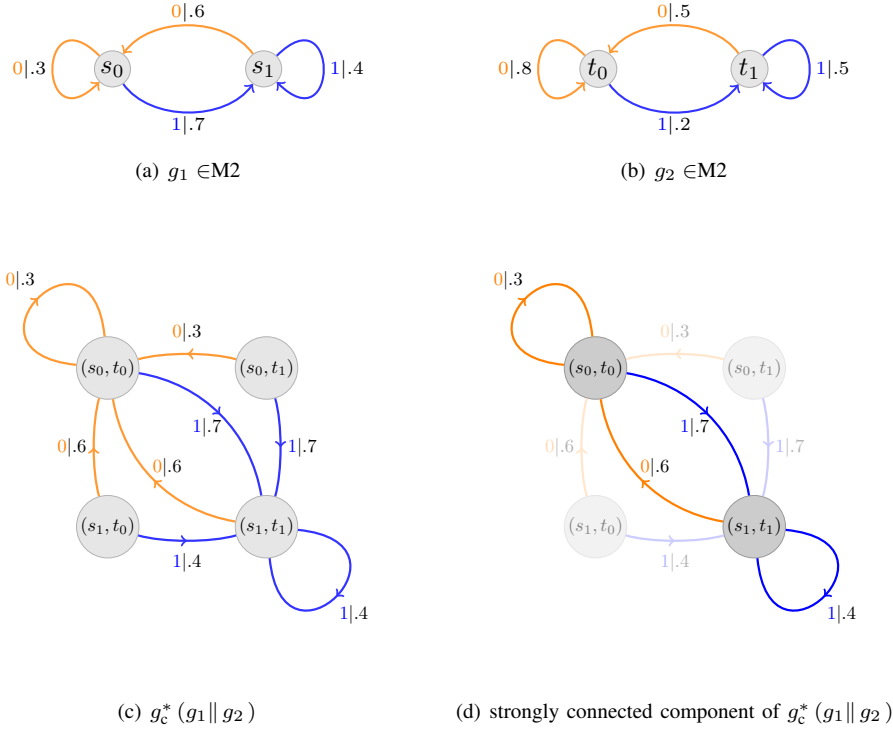 0|.6
0|.3
s₀
s₁
1|.4
1|.7
(a) g₁ ∈M2
0|.5
0|.8
t₀
t₁
1|.5
1|.2
(b) g₂ ∈M2
0|.3
0|.3
(s₀, t₀)
(s₀, t₁)
1|.7
0|.6
0|.6
1|.7
(s₁, t₀)
(s₁, t₁)
1|.4
1|.4
(c) g*c (g₁‖ g₂)
0|.3
0|.3
(s₀, t₀)
(s₀, t₁)
1|.7
0|.6
0|.6
1|.7
(s₁, t₀)
(s₁, t₁)
1|.4
1|.4
(d) strongly connected component of g*c (g₁‖ g₂)